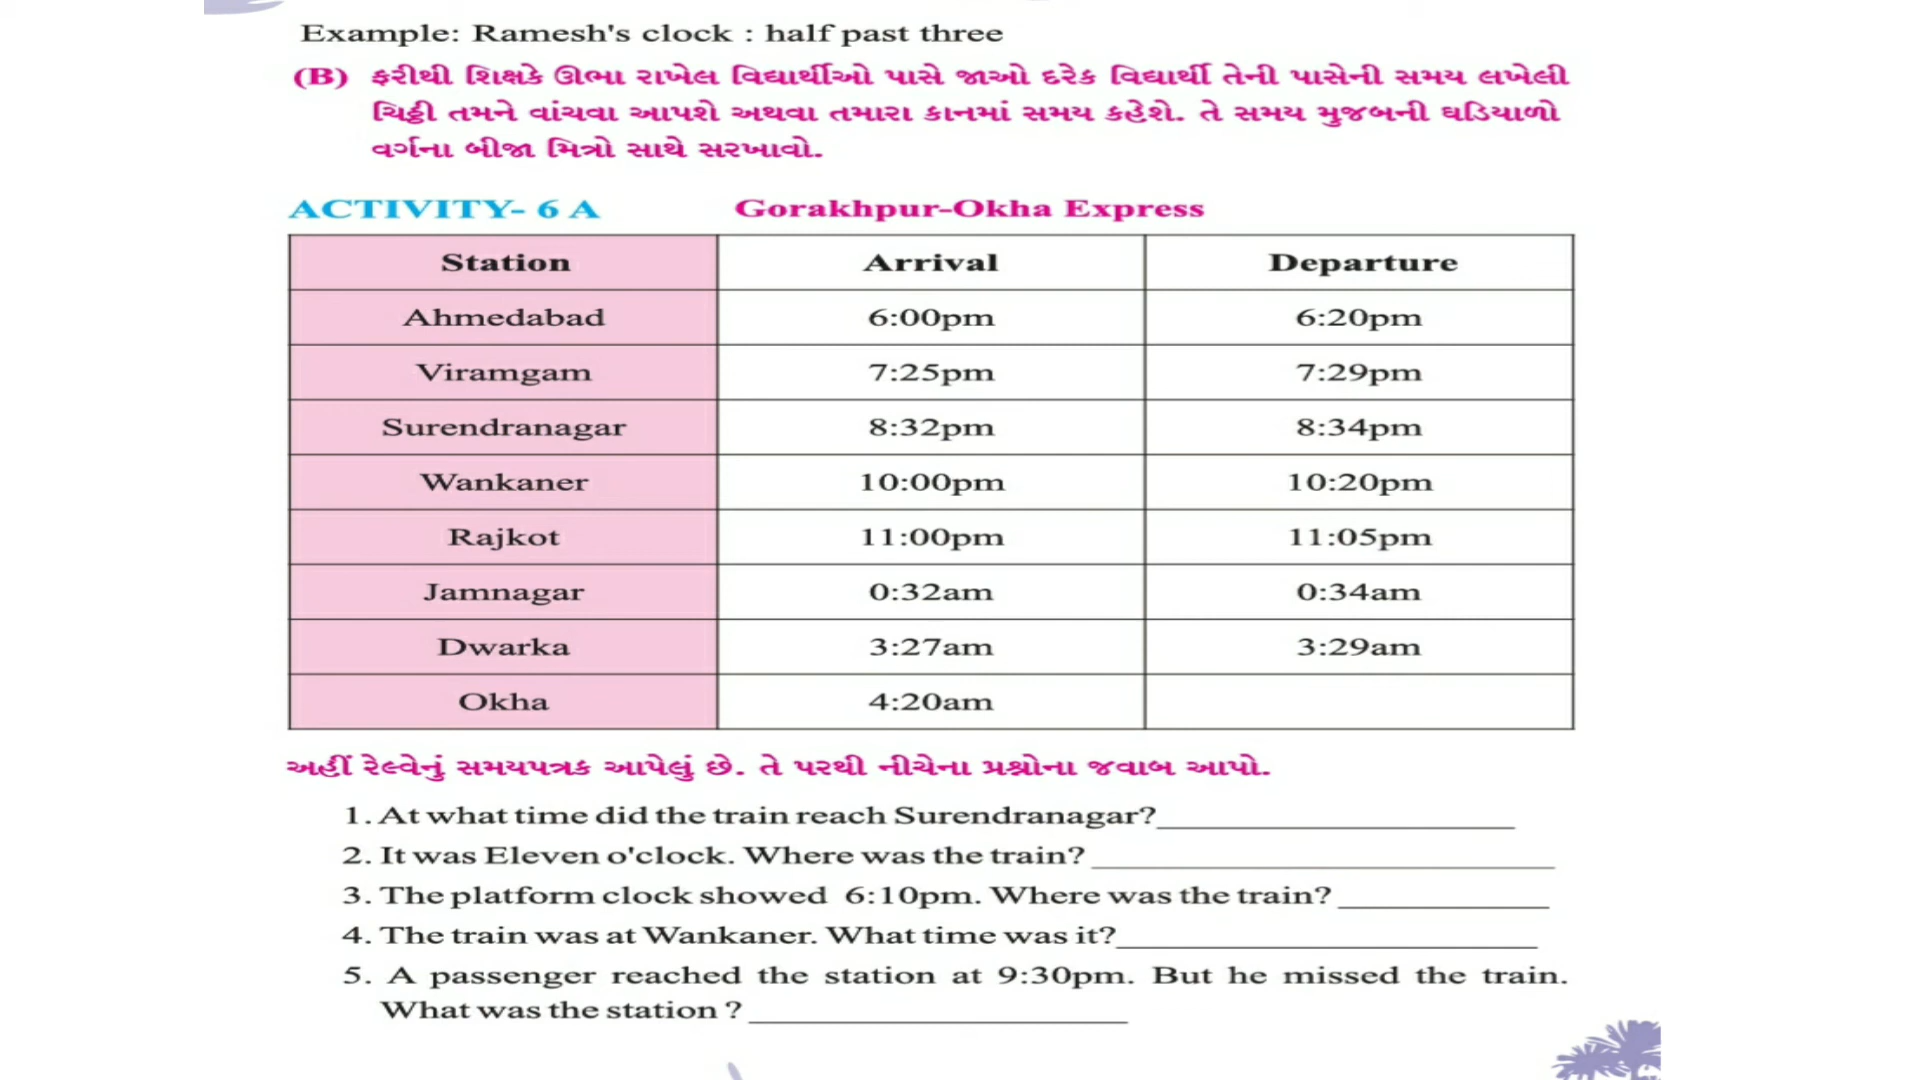 Example: Ramesh's clock : half past three
(B) ફરીથી શિક્ષકે ઊભા રાખેલ વિદ્યાર્થીઓ પાસે જાઓ દરેક વિદ્યાર્થી તેની પાસેની સમય લખેલી
ચિઠ્ઠી તમને વાંચવા આપશે અથવા તમારા કાનમાં સમય કહેશે. તે સમય મુજબની ઘડિયાળો
વર્ગના બીજા મિત્રો સાથે સરખાવો.
ACTIVITY- 6 A Gorakhpur-Okha Express
Station Arrival Departure
Ahmedabad 6:00pm 6:20pm
Viramgam 7:25pm 7:29pm
Surendranagar 8:32pm 8:34pm
Wankaner 10:00pm 10:20pm
Rajkot 11:00pm 11:05pm
Jamnagar 0:32am 0:34am
Dwarka 3:27am 3:29am
Okha 4:20am
અહીં રેલ્વેનું સમયપત્રક આપેલું છે. તે પરથી નીચેના પ્રશ્નોના જવાબ આપો.
1. At what time did the train reach Surendranagar?
2. It was Eleven o'clock. Where was the train?
3. The platform clock showed 6:10pm. Where was the train?
4. The train was at Wankaner. What time was it?
5. A passenger reached the station at 9:30pm. But he missed the train.
What was the station ?